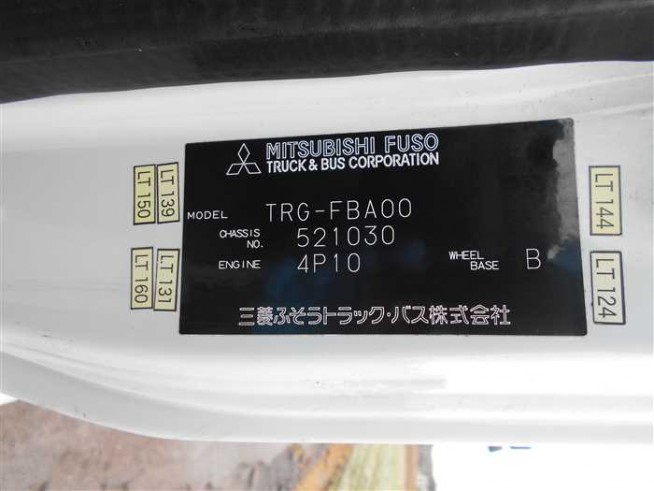 MITSUBISHI FUSO
TRUCK & BUS CORPORATION
MODEL TRG-FBA00
CHASSIS NO. 521030
ENGINE 4P10 WHEEL BASE B
三菱ふそうトラック・バス株式会社
LT 150
LT 139
LT 160
LT 131
LT 144
LT 124